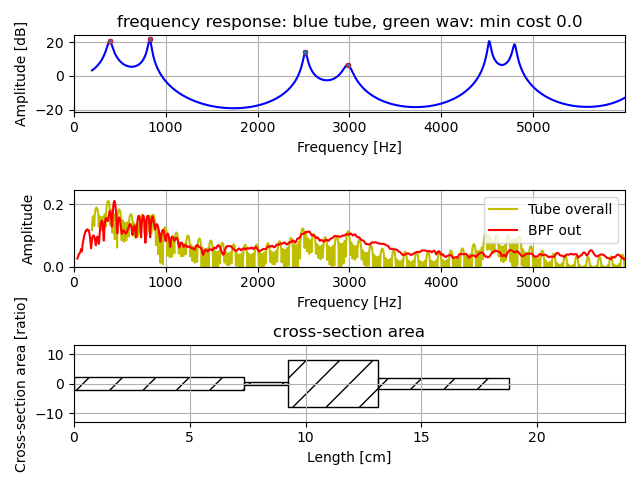 frequency response: blue tube, green wav: min cost 0.0
Amplitude [dB]
20
0
−20
0 1000 2000 3000 4000 5000
Frequency [Hz]
Amplitude
0.2
0.0
Tube overall
BPF out
0 1000 2000 3000 4000 5000
Frequency [Hz]
cross-section area
Cross-section area [ratio]
10
0
−10
0 5 10 15 20
Length [cm]